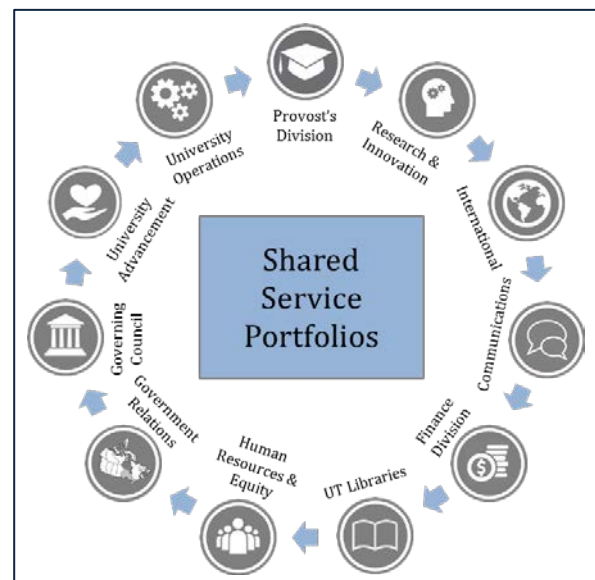 Provost's
Division
Research &
Innovation
International
Communications
Finance
Division
UT Libraries
Human
Resources &
Equity
Government
Relations
Governing
Council
University
Advancement
University
Operations
Shared
Service
Portfolios
$